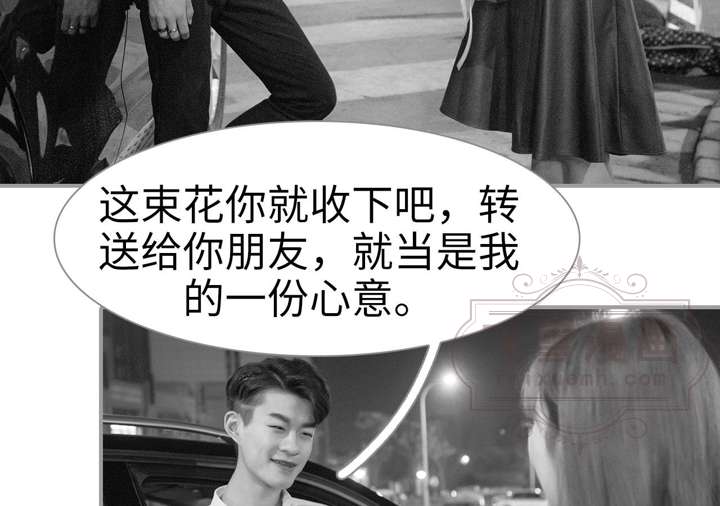 这束花你就收下吧，转
送给你朋友，就当是我
的一份心意。